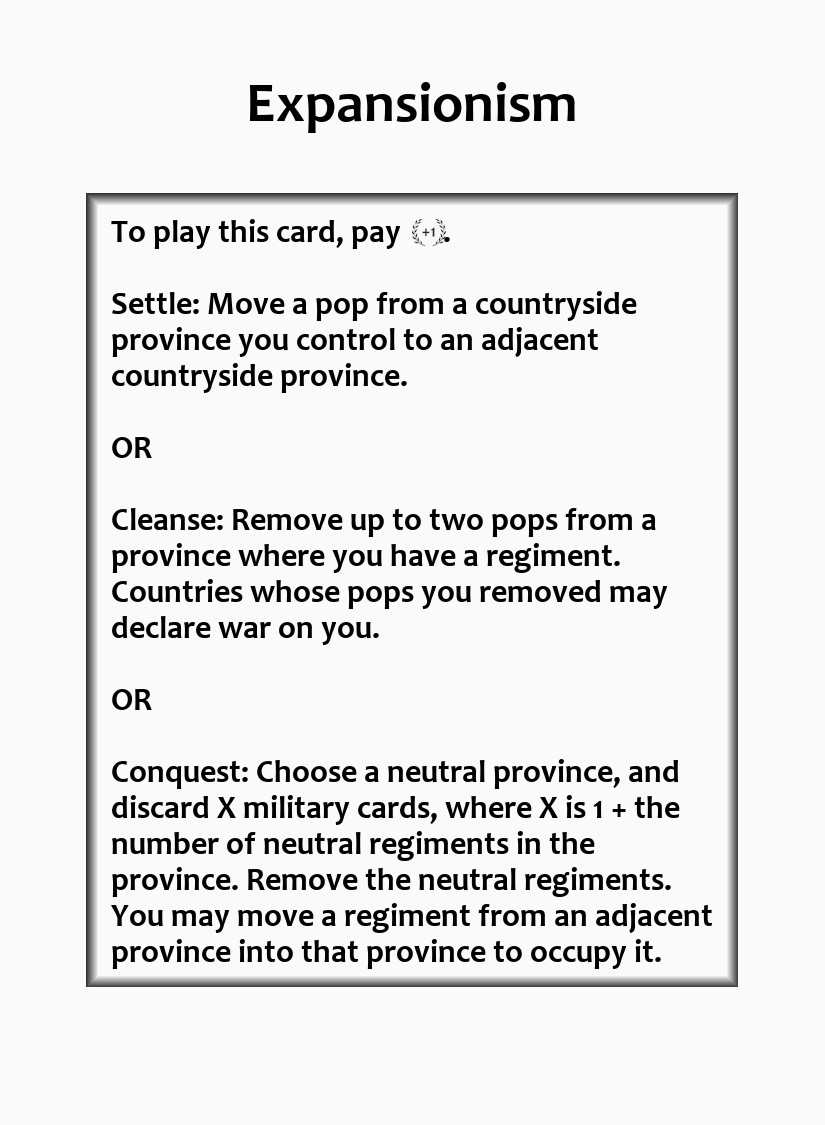 Expansionism
To play this card, pay +1.
Settle: Move a pop from a countryside
province you control to an adjacent
countryside province.
OR
Cleanse: Remove up to two pops from a
province where you have a regiment.
Countries whose pops you removed may
declare war on you.
OR
Conquest: Choose a neutral province, and
discard X military cards, where X is 1 + the
number of neutral regiments in the
province. Remove the neutral regiments.
You may move a regiment from an adjacent
province into that province to occupy it.